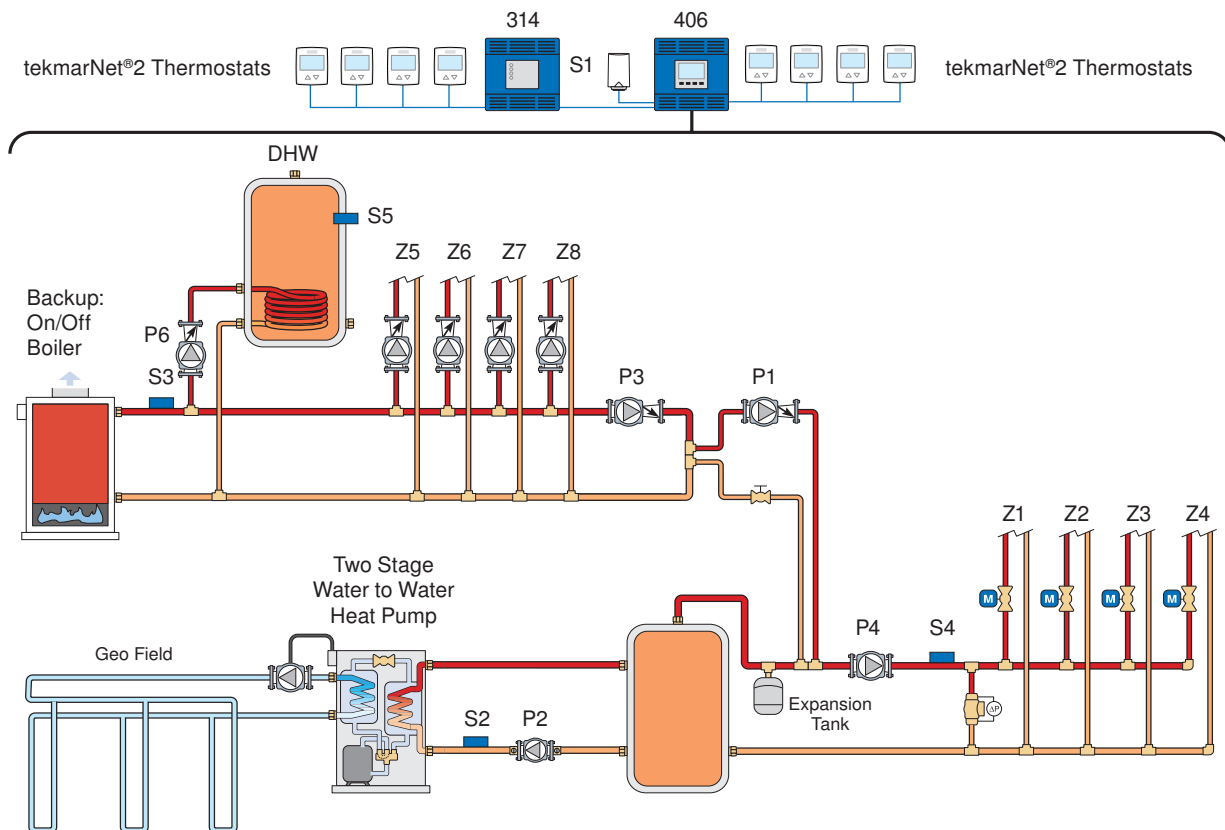 314
406
tekmarNet®2 Thermostats
S1
tekmarNet®2 Thermostats
DHW
S5
Z5
Z6
Z7
Z8
Backup:
On/Off
Boiler
P6
S3
P3
P1
Z1
Z2
Z3
Z4
Two Stage
Water to Water
Heat Pump
M
M
M
M
P4
S4
Geo Field
Expansion
Tank
ΔP
S2
P2